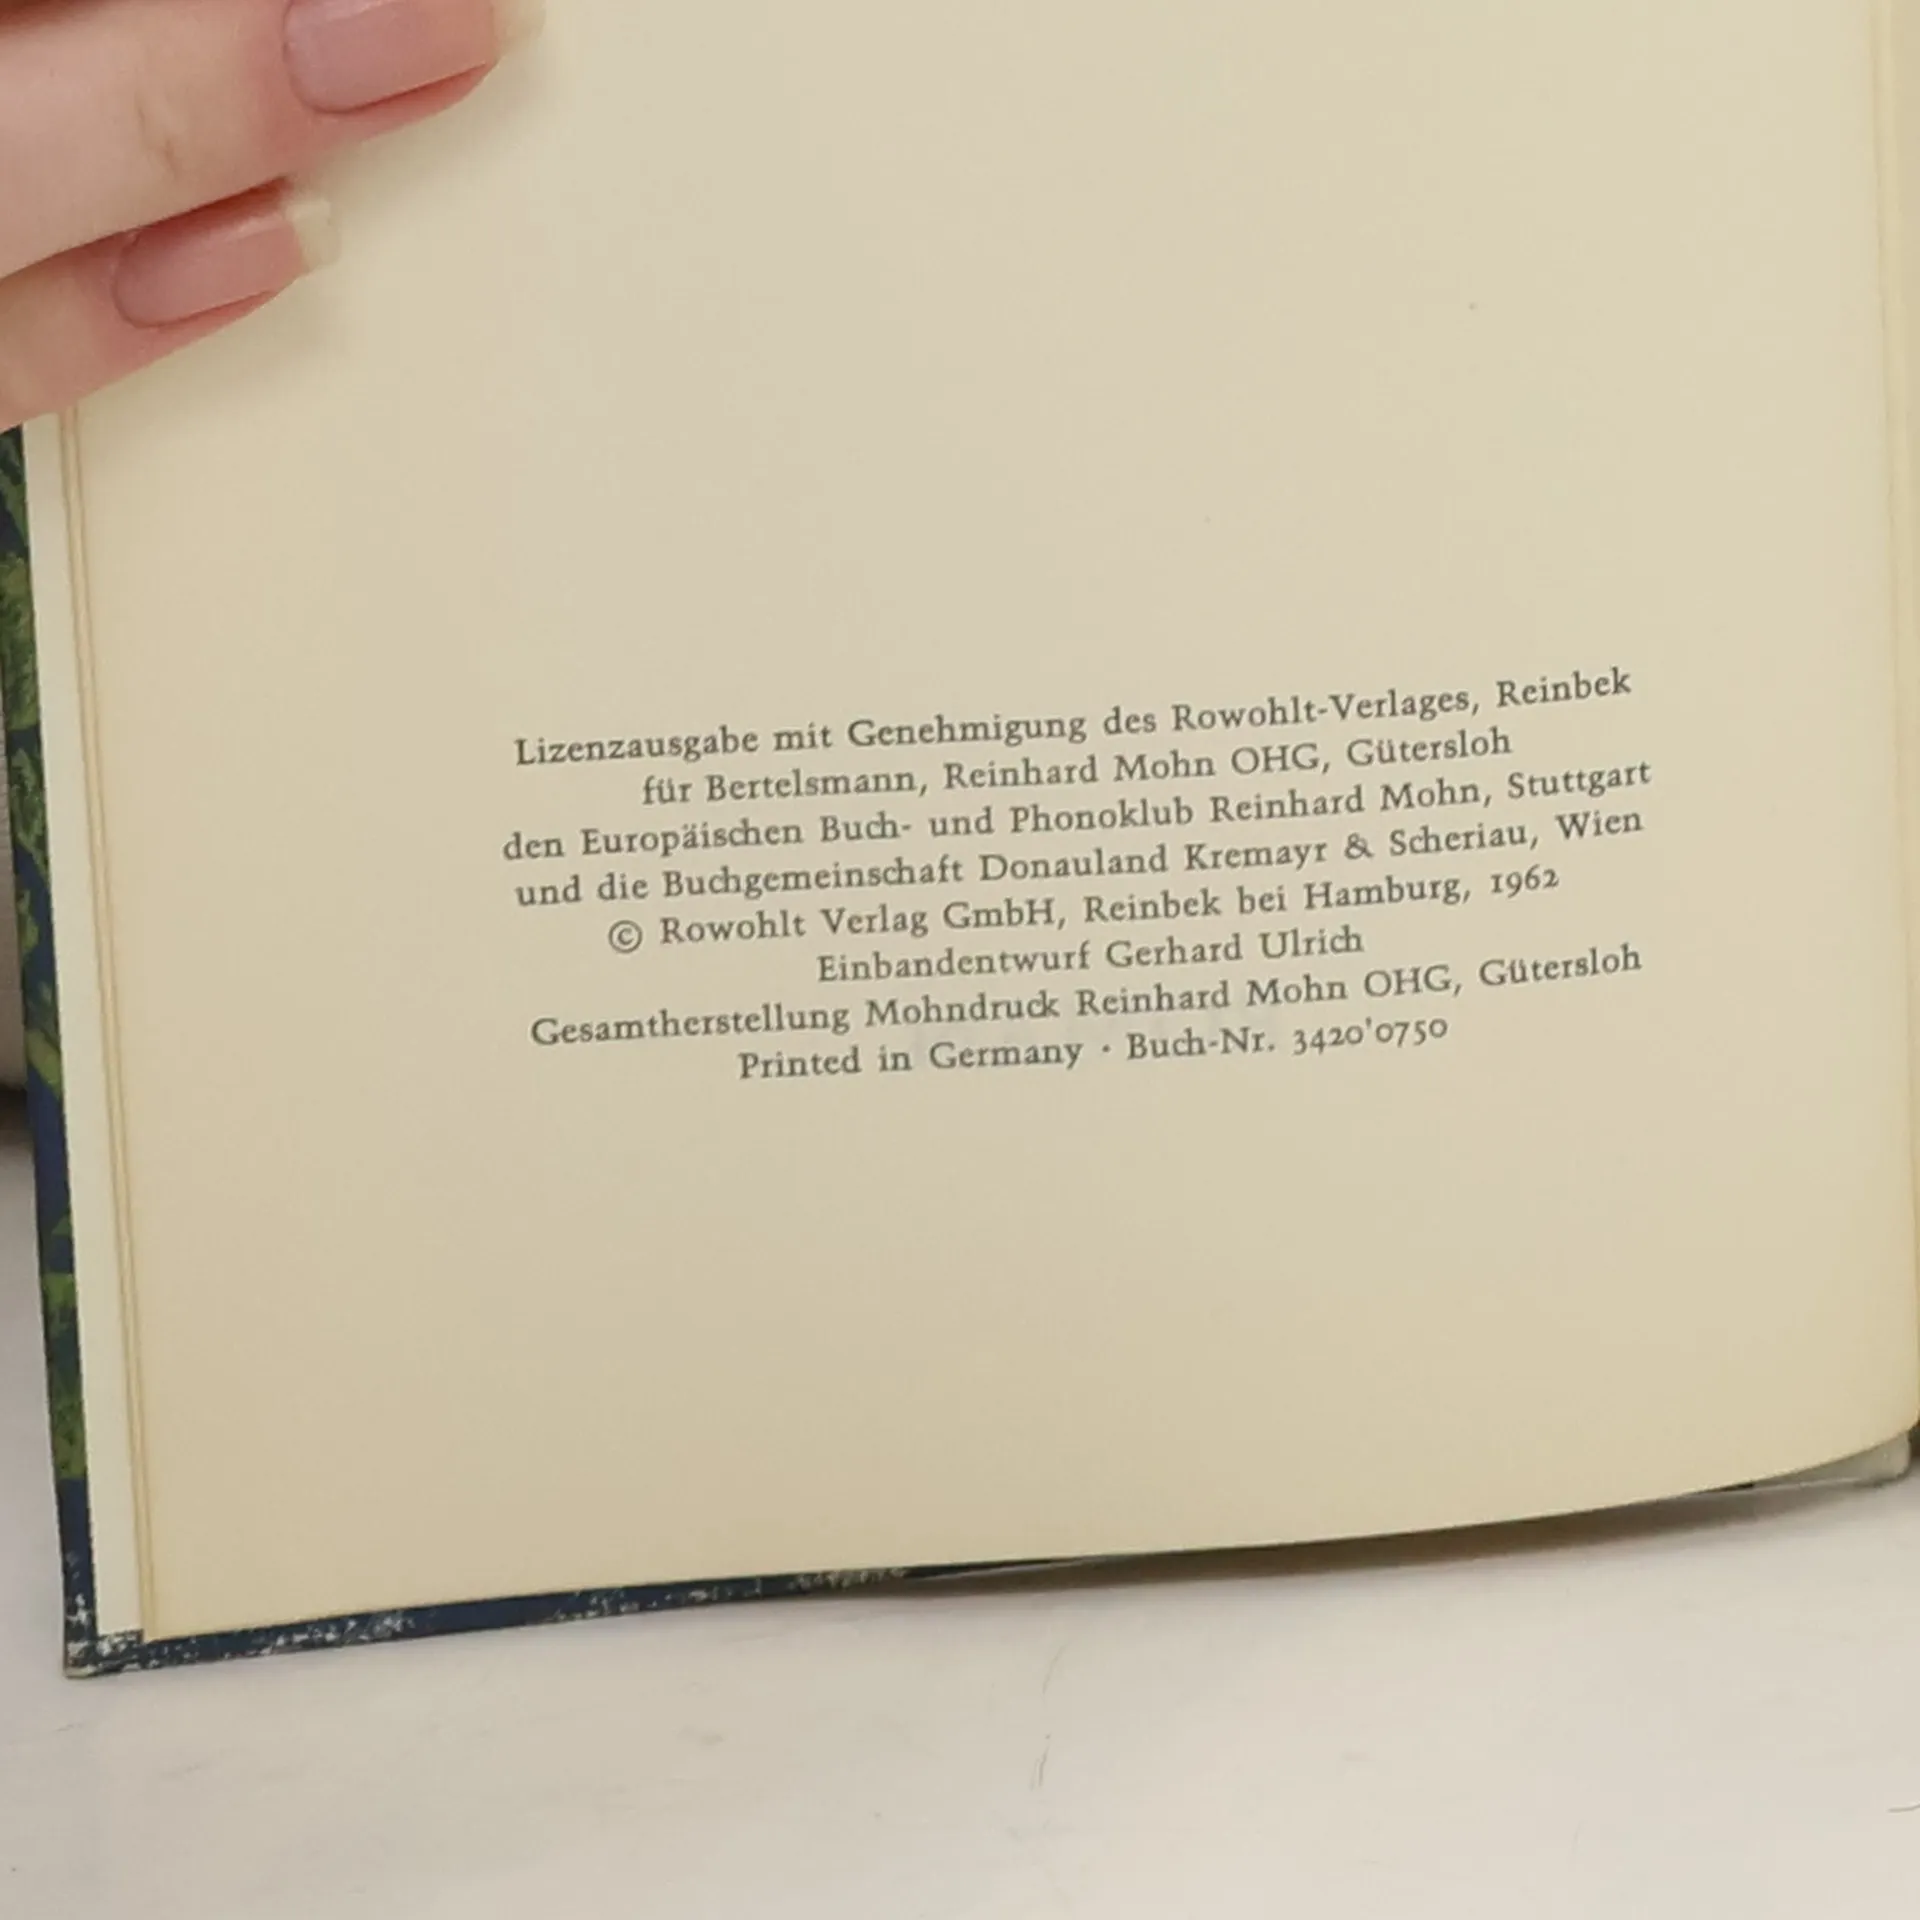 Lizenzausgabe mit Genehmigung des Rowohlt-Verlages, Reinbek
für Bertelsmann, Reinhard Mohn OHG, Gütersloh
den Europäischen Buch- und Phonoklub Reinhard Mohn, Stuttgart
und die Buchgemeinschaft Donauland Kremayr & Scheriau, Wien
© Rowohlt Verlag GmbH, Reinbek bei Hamburg, 1962
Einbandentwurf Gerhard Ulrich
Gesamtherstellung Mohndruck Reinhard Mohn OHG, Gütersloh
Printed in Germany · Buch-Nr. 3420'0750